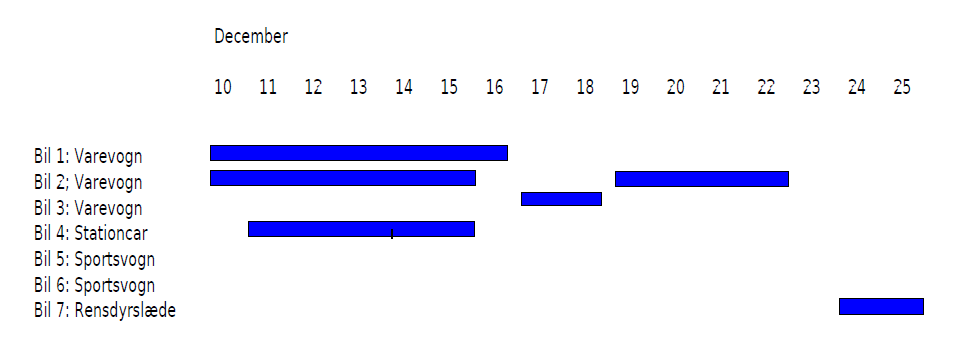 December
10 11 12 13 14 15 16 17 18 19 20 21 22 23 24 25
Bil 1: Varevogn
Bil 2; Varevogn
Bil 3: Varevogn
Bil 4: Stationcar
Bil 5: Sportsvogn
Bil 6: Sportsvogn
Bil 7: Rensdyrslæde